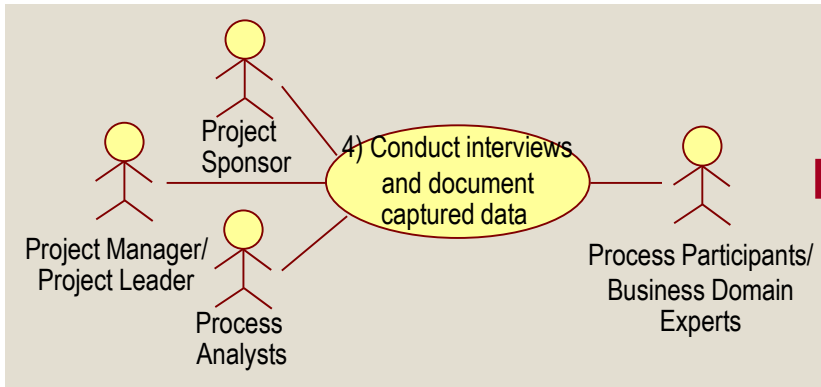 Project
Sponsor
4) Conduct interviews
and document
captured data
Project Manager/
Project Leader
Process
Analysts
Process Participants/
Business Domain
Experts